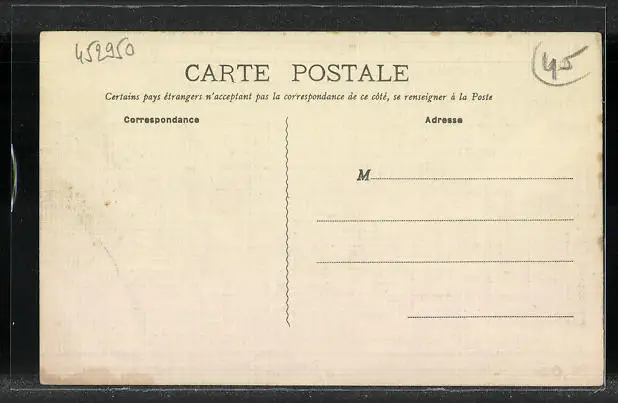 452950
45
CARTE POSTALE
Certains pays étrangers n'acceptant pas la correspondance de ce côté, se renseigner à la Poste
Correspondance
Adresse
M